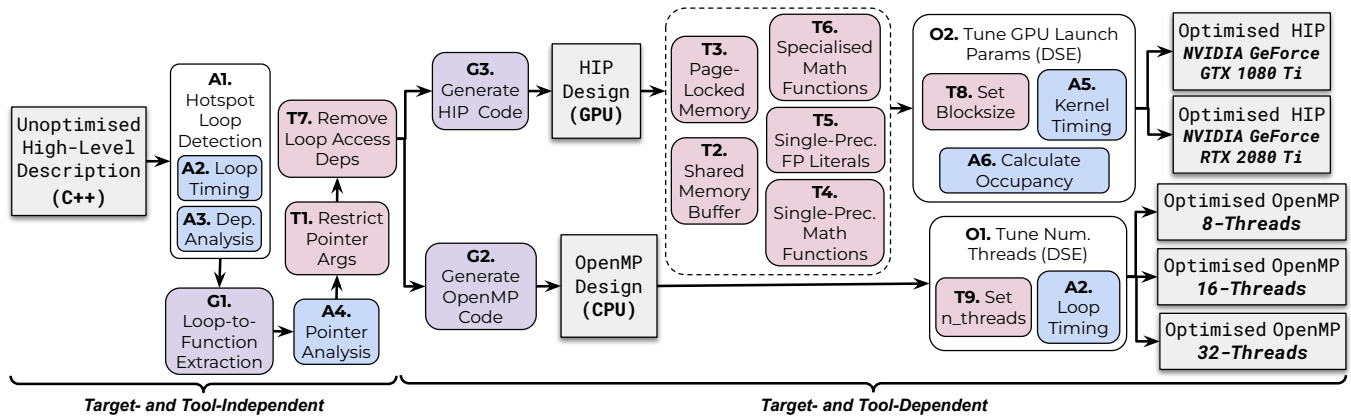 Unoptimised
High-Level
Description
(C++)
A1.
Hotspot
Loop
Detection
A2. Loop
Timing
A3. Dep.
Analysis
G1.
Loop-to-
Function
Extraction
A4.
Pointer
Analysis
T1. Restrict
Pointer
Args
T7. Remove
Loop Access
Deps
G3.
Generate
HIP Code
HIP
Design
(GPU)
G2.
Generate
OpenMP
Code
OpenMP
Design
(CPU)
T3.
Page-
Locked
Memory
T2.
Shared
Memory
Buffer
T6.
Specialised
Math
Functions
T5.
Single-Prec.
FP Literals
T4.
Single-Prec.
Math
Functions
O2. Tune GPU Launch
Params (DSE)
T8. Set
Blocksize
A5.
Kernel
Timing
A6. Calculate
Occupancy
O1. Tune Num.
Threads (DSE)
T9. Set
n_threads
A2.
Loop
Timing
Optimised HIP
NVIDIA GeForce
GTX 1080 Ti
Optimised HIP
NVIDIA GeForce
RTX 2080 Ti
Optimised OpenMP
8-Threads
Optimised OpenMP
16-Threads
Optimised OpenMP
32-Threads
Target- and Tool-Independent
Target- and Tool-Dependent